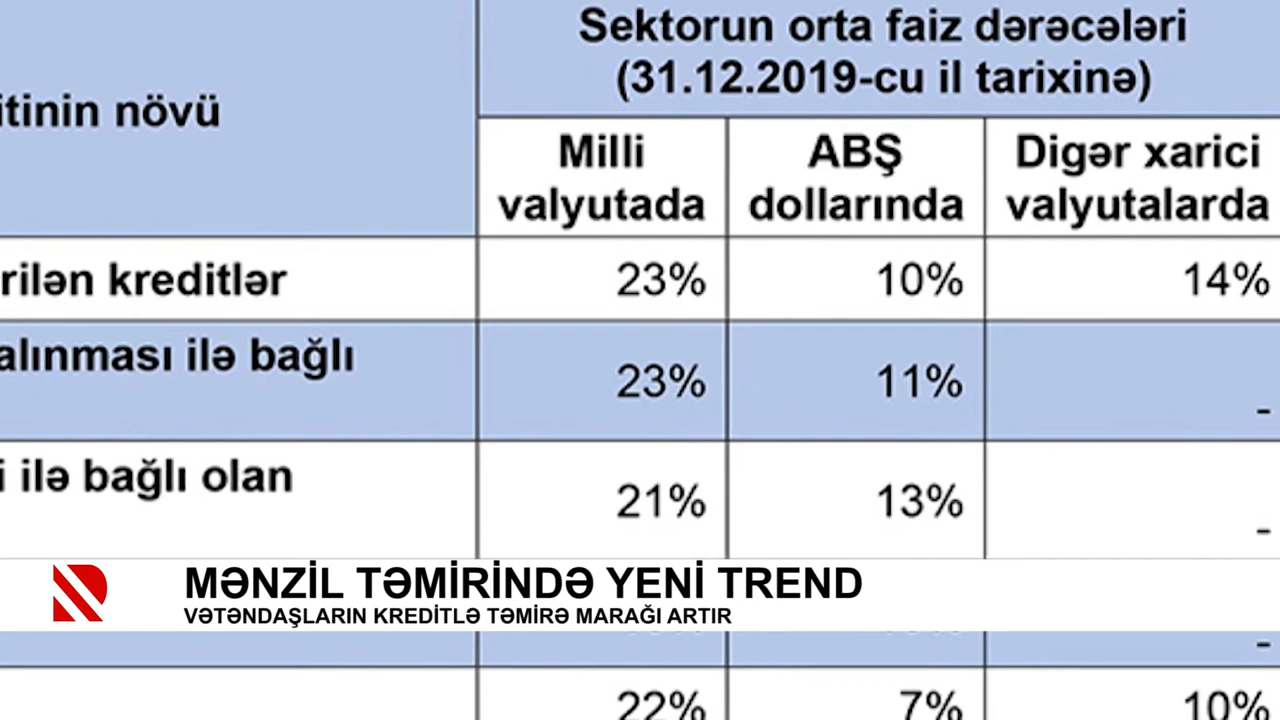 Sektorun orta faiz dərəcələri
(31.12.2019-cu il tarixinə)
itinin növü
Milli valyutada
ABŞ dollarında
Digər xarici valyutalarda
rilən kreditlər 23% 10% 14%
alınması ilə bağlı 23% 11% -
i ilə bağlı olan 21% 13% -
MƏNZİL TƏMİRİNDƏ YENİ TREND
VƏTƏNDAŞLARIN KREDİTLƏ TƏMİRƏ MARAĞI ARTIR
-
22% 7% 10%